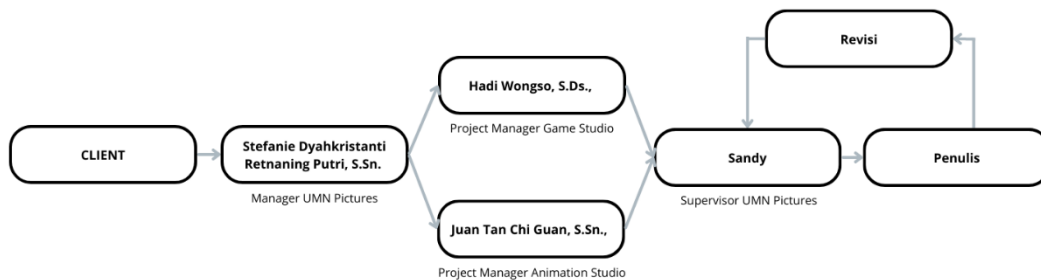 Revisi
Hadi Wongso, S.Ds.,
Project Manager Game Studio
CLIENT
Stefanie Dyahkristanti
Retnaning Putri, S.Sn.
Manager UMN Pictures
Sandy
Supervisor UMN Pictures
Penulis
Juan Tan Chi Guan, S.Sn.,
Project Manager Animation Studio